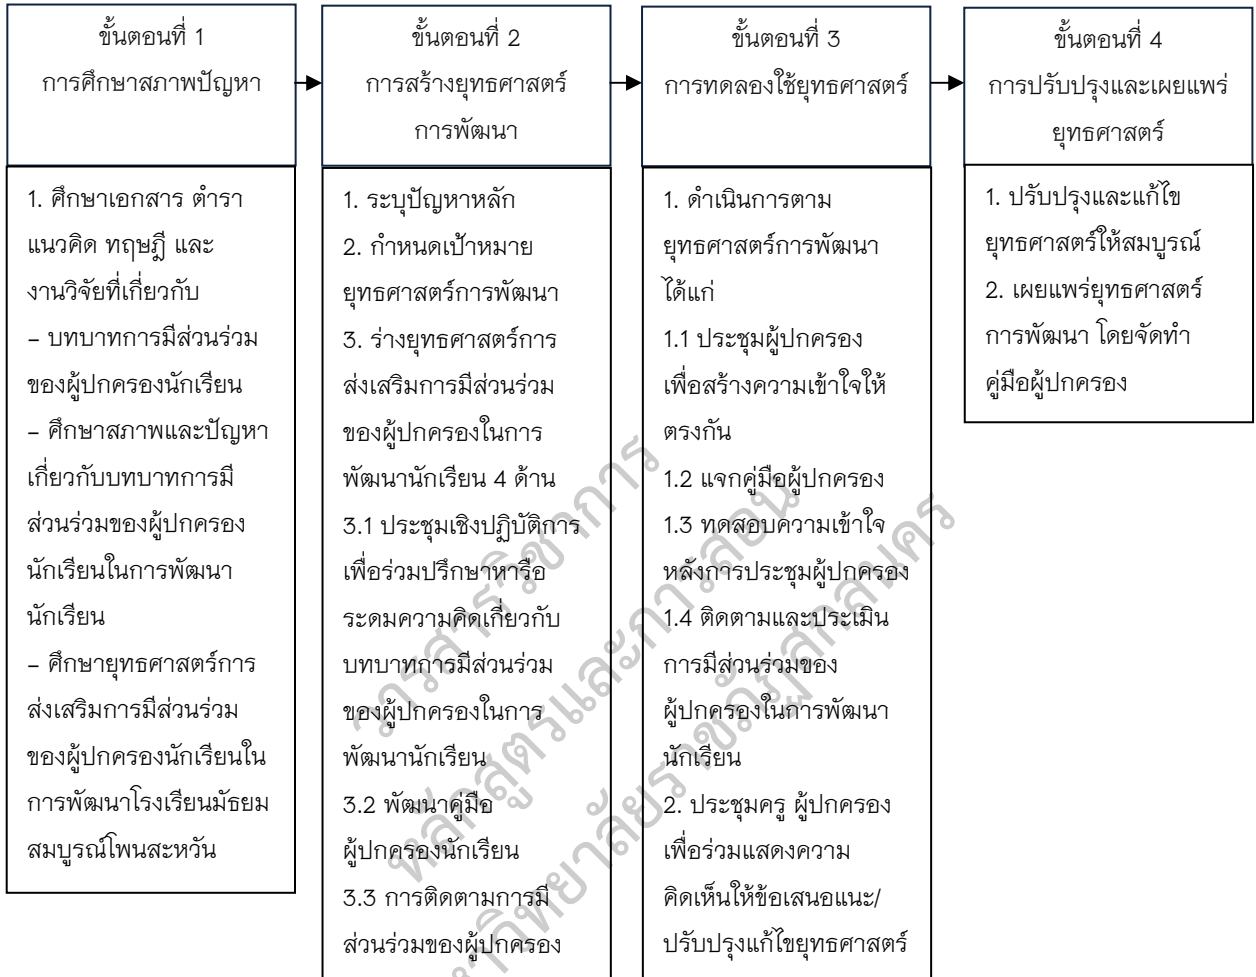 ขั้นตอนที่ 1
การศึกษาสภาพปัญหา
1. ศึกษาเอกสาร ตำรา
แนวคิด ทฤษฎี และ
งานวิจัยที่เกี่ยวกับ
- บทบาทการมีส่วนร่วม
ของผู้ปกครองนักเรียน
- ศึกษาสภาพและปัญหา
เกี่ยวกับบทบาทการมี
ส่วนร่วมของผู้ปกครอง
นักเรียนในการพัฒนา
นักเรียน
- ศึกษายุทธศาสตร์การ
ส่งเสริมการมีส่วนร่วม
ของผู้ปกครองนักเรียนใน
การพัฒนาโรงเรียนมัธยม
สมบูรณ์โพนสะหวัน
ขั้นตอนที่ 2
การสร้างยุทธศาสตร์
การพัฒนา
1. ระบุปัญหาหลัก
2. กำหนดเป้าหมาย
ยุทธศาสตร์การพัฒนา
3. ร่างยุทธศาสตร์การ
ส่งเสริมการมีส่วนร่วม
ของผู้ปกครองในการ
พัฒนานักเรียน 4 ด้าน
3.1 ประชุมเชิงปฏิบัติการ
เพื่อร่วมปรึกษาหารือ
ระดมความคิดเกี่ยวกับ
บทบาทการมีส่วนร่วม
ของผู้ปกครองในการ
พัฒนานักเรียน
3.2 พัฒนาคู่มือ
ผู้ปกครองนักเรียน
3.3 การติดตามการมี
ส่วนร่วมของผู้ปกครอง
ขั้นตอนที่ 3
การทดลองใช้ยุทธศาสตร์
1. ดำเนินการตาม
ยุทธศาสตร์การพัฒนา
ได้แก่
1.1 ประชุมผู้ปกครอง
เพื่อสร้างความเข้าใจให้
ตรงกัน
1.2 แจกคู่มือผู้ปกครอง
1.3 ทดสอบความเข้าใจ
หลังการประชุมผู้ปกครอง
1.4 ติดตามและประเมิน
การมีส่วนร่วมของ
ผู้ปกครองในการพัฒนา
นักเรียน
2. ประชุมครู ผู้ปกครอง
เพื่อร่วมแสดงความ
คิดเห็นให้ข้อเสนอแนะ/
ปรับปรุงแก้ไขยุทธศาสตร์
ขั้นตอนที่ 4
การปรับปรุงและเผยแพร่
ยุทธศาสตร์
1. ปรับปรุงและแก้ไข
ยุทธศาสตร์ให้สมบูรณ์
2. เผยแพร่ยุทธศาสตร์
การพัฒนา โดยจัดทำ
คู่มือผู้ปกครอง
วารสารวิชาการ
หลักสูตรและการสอน